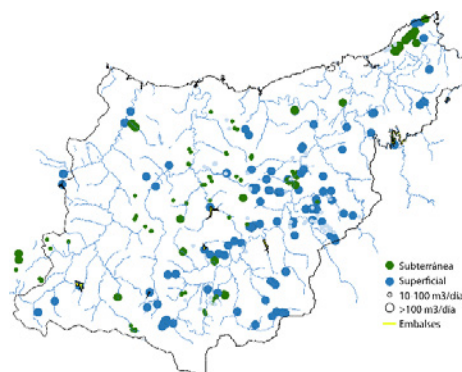 Subterránea
Superficial
10-100 m3/día
>100 m3/día
Embalses